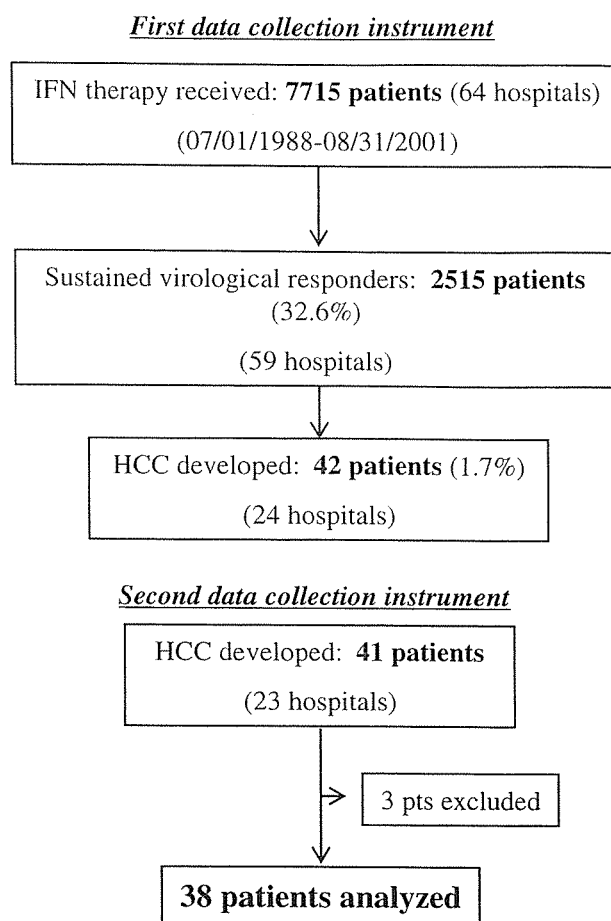 First data collection instrument
IFN therapy received: 7715 patients (64 hospitals)
(07/01/1988-08/31/2001)
Sustained virological responders: 2515 patients
(32.6%)
(59 hospitals)
HCC developed: 42 patients (1.7%)
(24 hospitals)
Second data collection instrument
HCC developed: 41 patients
(23 hospitals)
3 pts excluded
38 patients analyzed